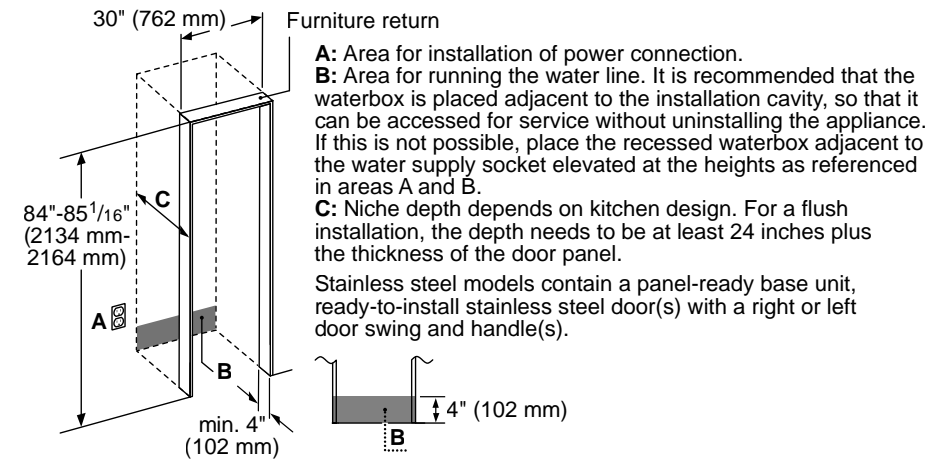 30" (762 mm)
Furniture return
A: Area for installation of power connection.
B: Area for running the water line. It is recommended that the
waterbox is placed adjacent to the installation cavity, so that it
can be accessed for service without uninstalling the appliance.
If this is not possible, place the recessed waterbox adjacent to
the water supply socket elevated at the heights as referenced
in areas A and B.
C: Niche depth depends on kitchen design. For a flush
installation, the depth needs to be at least 24 inches plus
the thickness of the door panel.
Stainless steel models contain a panel-ready base unit,
ready-to-install stainless steel door(s) with a right or left
door swing and handle(s).
C
84"-85 1/16"
(2134 mm-
2164 mm)
A
B
min. 4"
(102 mm)
4" (102 mm)
B